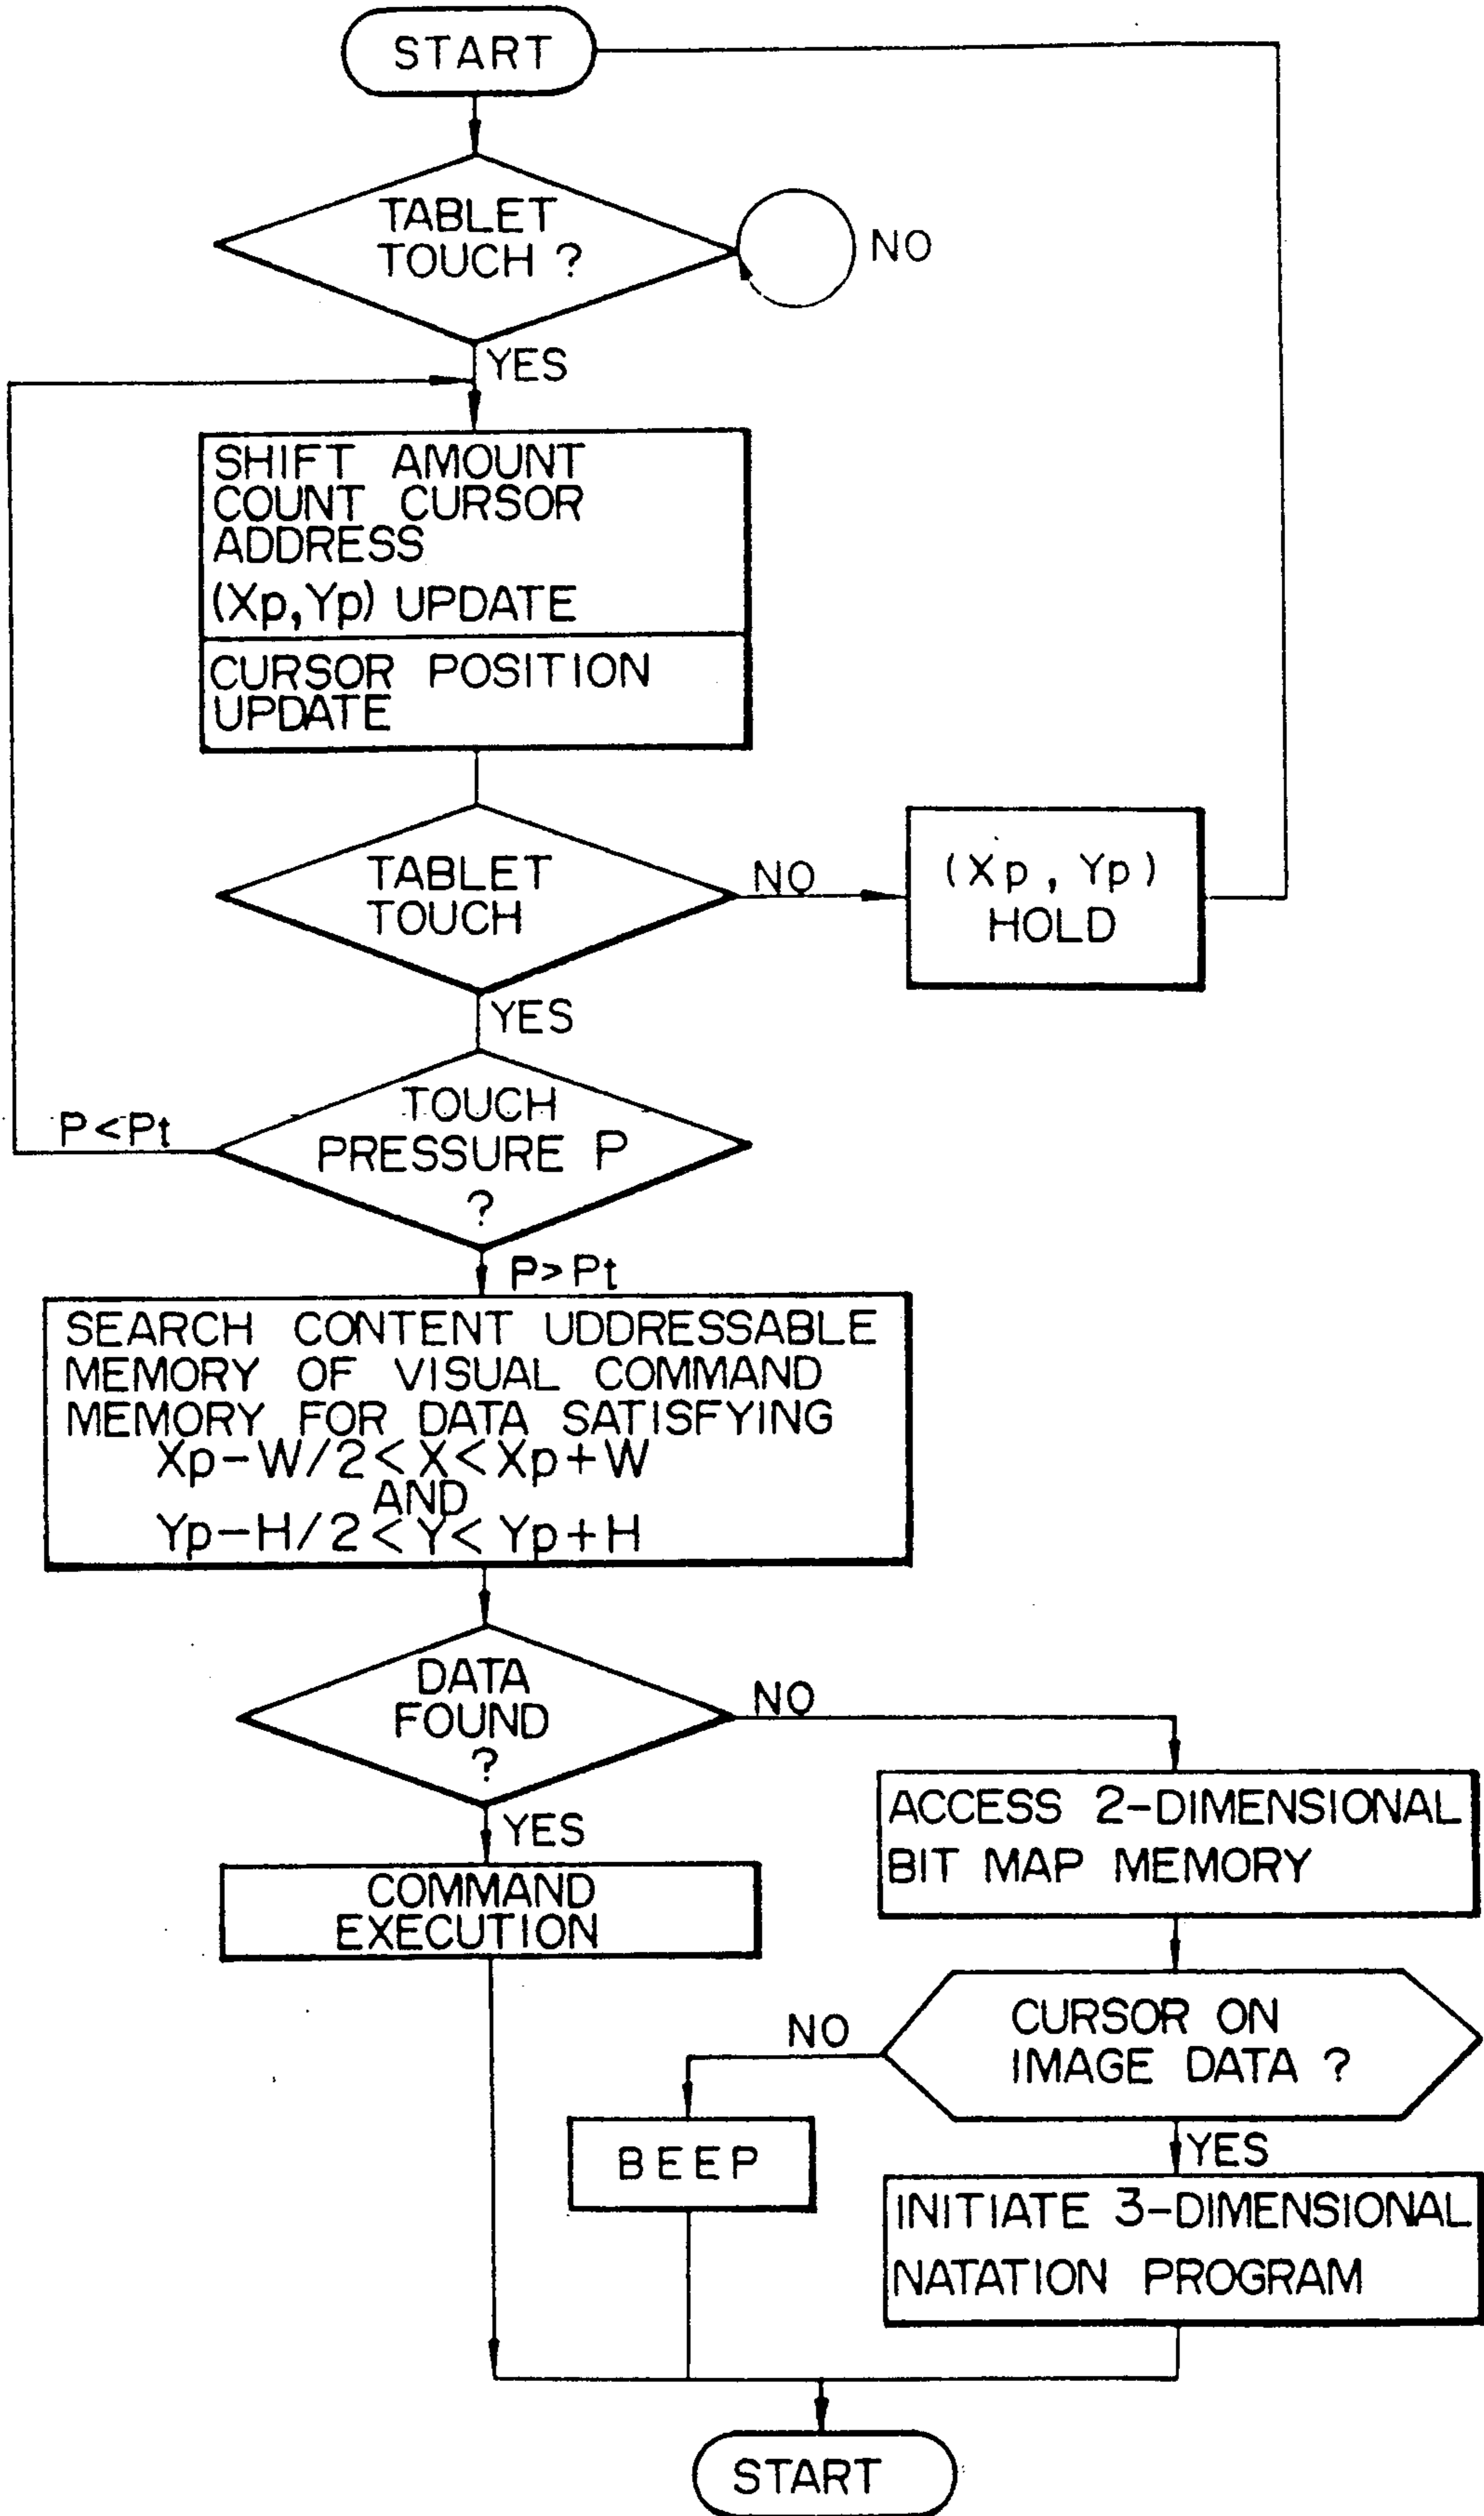 START
TABLET
TOUCH ?
NO
YES
SHIFT AMOUNT
COUNT CURSOR
ADDRESS
(Xp,Yp) UPDATE
CURSOR POSITION
UPDATE
TABLET
TOUCH
NO
(Xp, Yp)
HOLD
YES
TOUCH
PRESSURE P
?
P<Pt
P>Pt
SEARCH CONTENT UDDRESSABLE
MEMORY OF VISUAL COMMAND
MEMORY FOR DATA SATISFYING
Xp-W/2<X<Xp+W
AND
Yp-H/2<Y<Yp+H
DATA
FOUND
?
NO
YES
ACCESS 2-DIMENSIONAL
BIT MAP MEMORY
COMMAND
EXECUTION
CURSOR ON
IMAGE DATA ?
NO
YES
BEEP
INITIATE 3-DIMENSIONAL
NATATION PROGRAM
START